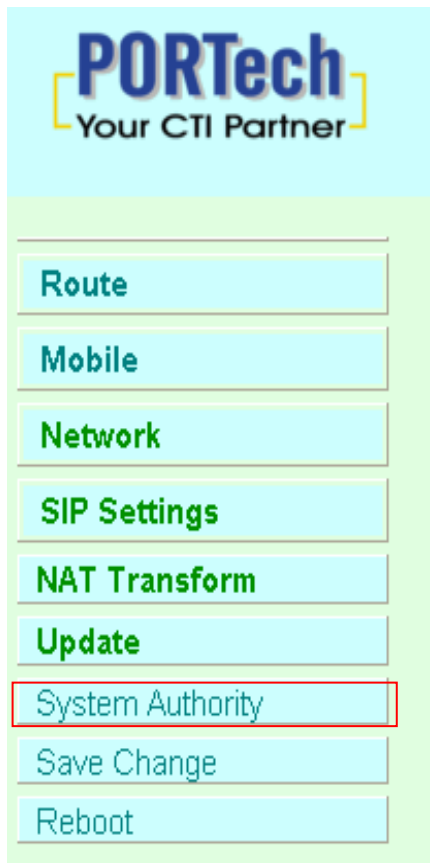 PORTech
Your CTI Partner
Route
Mobile
Network
SIP Settings
NAT Transform
Update
System Authority
Save Change
Reboot